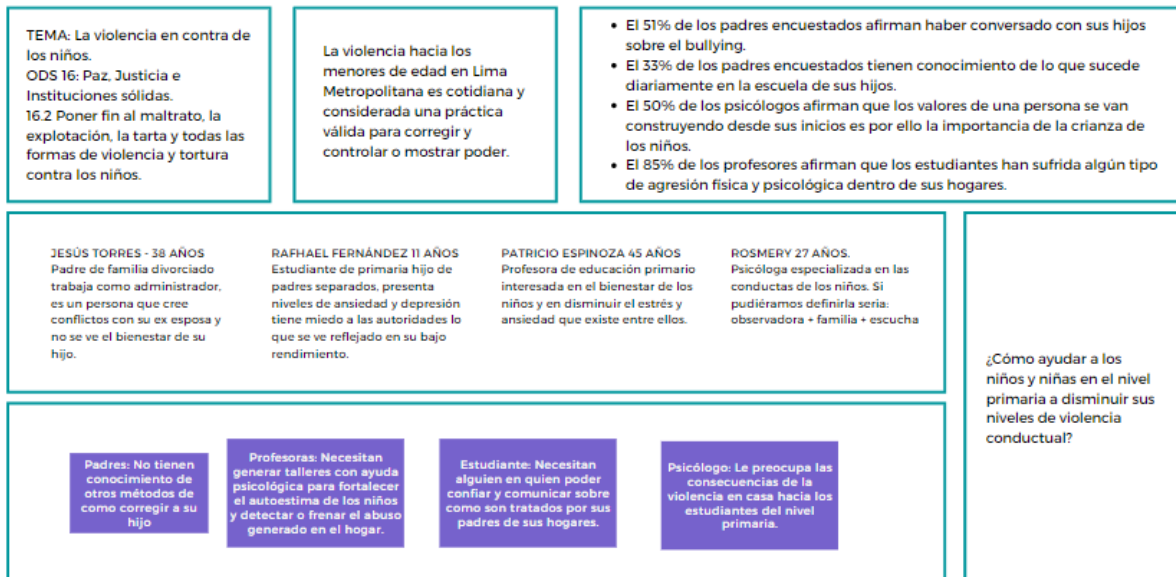 TEMA: La violencia en contra de
los niños.
ODS 16: Paz, Justicia e
Instituciones sólidas.
16.2 Poner fin al maltrato, la
explotación, la tarta y todas las
formas de violencia y tortura
contra los niños.
La violencia hacia los
menores de edad en Lima
Metropolitana es cotidiana y
considerada una práctica
válida para corregir y
controlar o mostrar poder.
• El 51% de los padres encuestados afirman haber conversado con sus hijos
sobre el bullying.
• El 33% de los padres encuestados tienen conocimiento de lo que sucede
diariamente en la escuela de sus hijos.
• El 50% de los psicólogos afirman que los valores de una persona se van
construyendo desde sus inicios es por ello la importancia de la crianza de
los niños.
• El 85% de los profesores afirman que los estudiantes han sufrida algún tipo
de agresión física y psicológica dentro de sus hogares.
JESÚS TORRES - 38 AÑOS
Padre de familia divorciado
trabaja como administrador,
es un persona que cree
conflictos con su ex esposa y
no se ve el bienestar de su
hijo.
RAFHAEL FERNÁNDEZ 11 AÑOS
Estudiante de primaria hijo de
padres separados, presenta
niveles de ansiedad y depresión
tiene miedo a las autoridades lo
que se ve reflejado en su bajo
rendimiento.
PATRICIO ESPINOZA 45 AÑOS
Profesora de educación primario
interesada en el bienestar de los
niños y en disminuir el estrés y
ansiedad que existe entre ellos.
ROSMERY 27 AÑOS.
Psicóloga especializada en las
conductas de los niños. Si
pudiéramos definirla seria:
observadora + familia + escucha
¿Cómo ayudar a los
niños y niñas en el nivel
primaria a disminuir sus
niveles de violencia
conductual?
Padres: No tienen
conocimiento de
otros métodos de
como corregir a su
hijo
Profesoras: Necesitan
generar talleres con ayuda
psicológica para fortalecer
el autoestima de los niños
y detectar o frenar el abuso
generado en el hogar.
Estudiante: Necesitan
alguien en quien poder
confiar y comunicar sobre
como son tratados por sus
padres de sus hogares.
Psicólogo: Le preocupa las
consecuencias de la
violencia en casa hacia los
estudiantes del nivel
primaria.